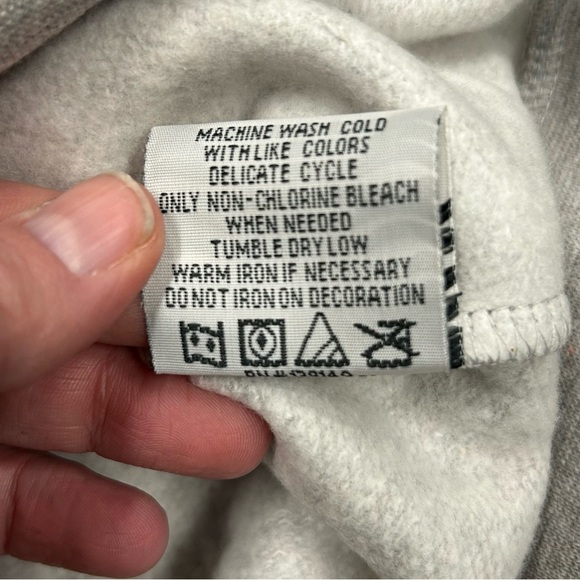 MACHINE WASH COLD
WITH LIKE COLORS
DELICATE CYCLE
ONLY NON-CHLORINE BLEACH
WHEN NEEDED
TUMBLE DRY LOW
WARM IRON IF NECESSARY
DO NOT IRON ON DECORATION